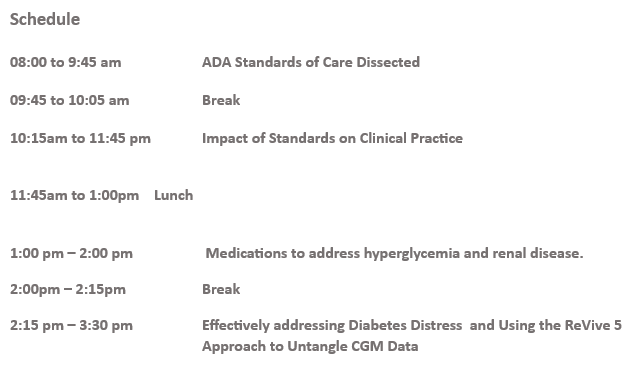 Schedule
08:00 to 9:45 am ADA Standards of Care Dissected
09:45 to 10:05 am Break
10:15am to 11:45 pm Impact of Standards on Clinical Practice
11:45am to 1:00pm Lunch
1:00 pm – 2:00 pm Medications to address hyperglycemia and renal disease.
2:00pm – 2:15pm Break
2:15 pm – 3:30 pm Effectively addressing Diabetes Distress and Using the ReVive 5
Approach to Untangle CGM Data